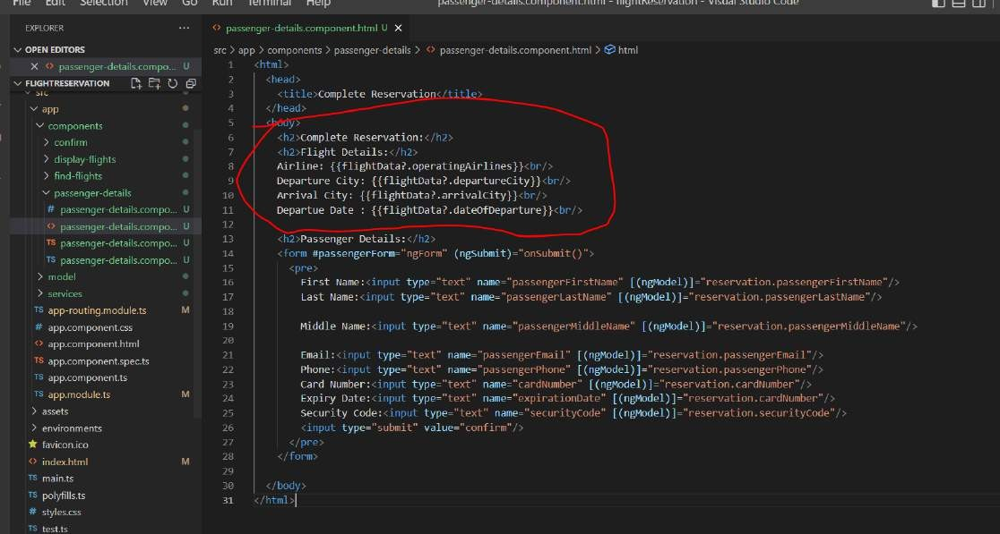 File Edit Selection View Go Run Terminal Help passenger-details.component.html - flightReservation - Visual Studio Code
EXPLORER ...
OPEN EDITORS
passenger-details.compo... U
FLIGHTRESERVATION
src
app
components
confirm
display-flights
find-flights
passenger-details
# passenger-details.compo... U
<> passenger-details.compo... U
TS passenger-details.compo... U
TS passenger-details.compo... U
model
services
TS app-routing.module.ts M
# app.component.css
<> app.component.html
TS app.component.spec.ts
TS app.component.ts
TS app.module.ts M
assets
environments
favicon.ico
<> index.html M
TS main.ts
TS polyfills.ts
# styles.css
TS test.ts
<> passenger-details.component.html U
src > app > components > passenger-details > <> passenger-details.component.html > html
1 <html>
2 <head>
3 <title>Complete Reservation</title>
4 </head>
5 <body>
6 <h2>Complete Reservation:</h2>
7 <h2>Flight Details:</h2>
8 Airline: {{flightData?.operatingAirlines}}<br/>
9 Departure City: {{flightData?.departureCity}}<br/>
10 Arrival City: {{flightData?.arrivalCity}}<br/>
11 Departue Date : {{flightData?.dateOfDeparture}}<br/>
12
13 <h2>Passenger Details:</h2>
14 <form #passengerForm="ngForm" (ngSubmit)="onSubmit()">
15 <pre>
16 First Name:<input type="text" name="passengerFirstName" [(ngModel)]="reservation.passengerFirstName"/>
17 Last Name:<input type="text" name="passengerLastName" [(ngModel)]="reservation.passengerLastName"/>
18
19 Middle Name:<input type="text" name="passengerMiddleName" [(ngModel)]="reservation.passengerMiddleName"/>
20
21 Email:<input type="text" name="passengerEmail" [(ngModel)]="reservation.passengerEmail"/>
22 Phone:<input type="text" name="passengerPhone" [(ngModel)]="reservation.passengerPhone"/>
23 Card Number:<input type="text" name="cardNumber" [(ngModel)]="reservation.cardNumber"/>
24 Expiry Date:<input type="text" name="expirationDate" [(ngModel)]="reservation.cardNumber"/>
25 Security Code:<input type="text" name="securityCode" [(ngModel)]="reservation.securityCode"/>
26 <input type="submit" value="confirm"/>
27 </pre>
28 </form>
29
30 </body>
31 </html>